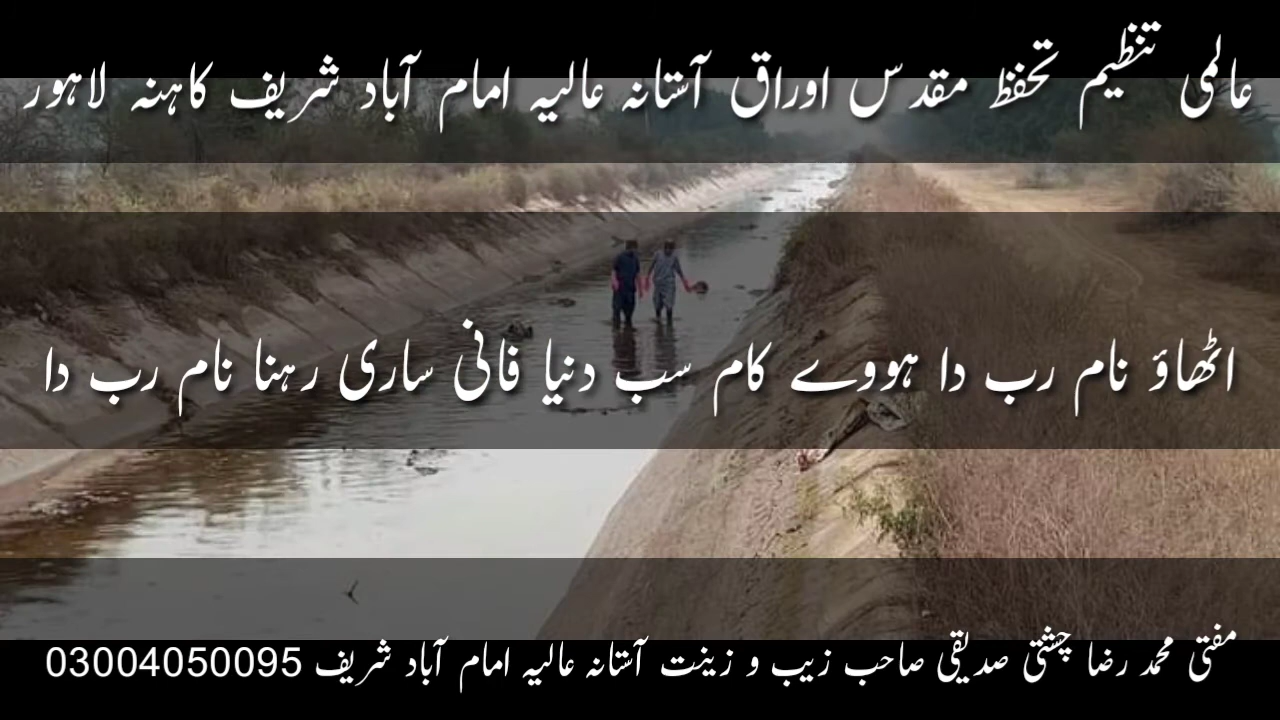 عالمی تنظیم تحفظ مقدس اوراق آستانہ عالیہ امام آباد شریف کاہنہ لاہور
اٹھاؤ نام رب دا ہووے کام سب دنیا فانی ساری رہنا نام رب دا
مفتی محمد رضا چشتی صدیقی صاحب زیب و زینت آستانہ عالیہ امام آباد شریف 03004050095